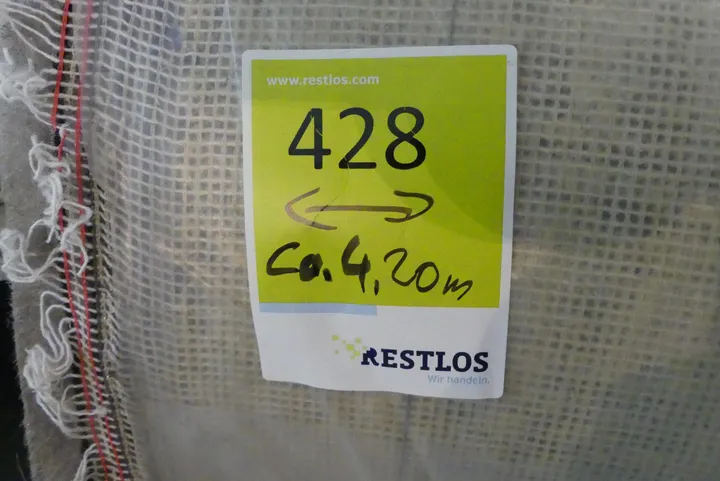 www.restlos.com
428
ca. 4,20m
RESTLOS
Wir handeln.